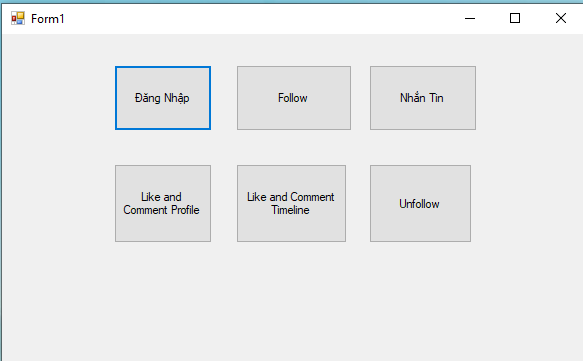 Form1
Đăng Nhập
Follow
Nhắn Tin
Like and
Comment Profile
Like and Comment
Timeline
Unfollow